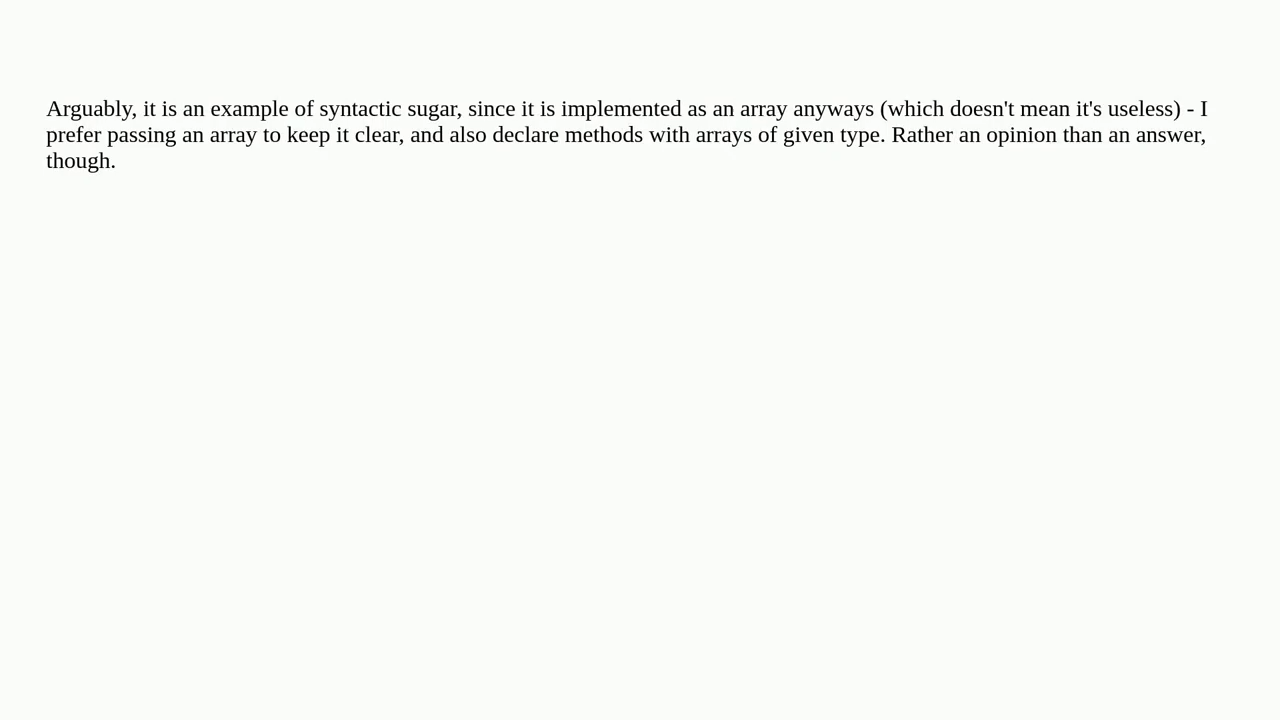 Arguably, it is an example of syntactic sugar, since it is implemented as an array anyways (which doesn't mean it's useless) - I
prefer passing an array to keep it clear, and also declare methods with arrays of given type. Rather an opinion than an answer,
though.